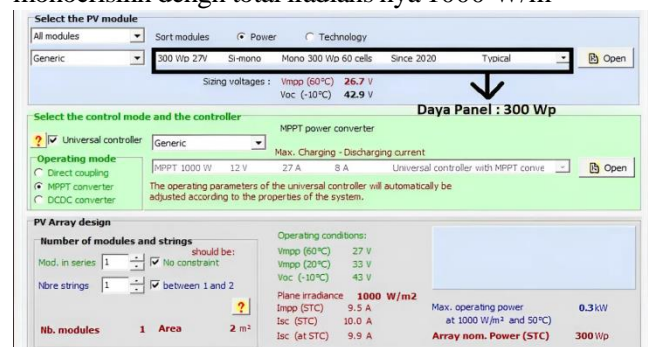 monocrisinn dengn total iradians nya 1000 W/m
Select the PV module
All modules Sort modules Power Technology
Generic 300 Wp 27V Si-mono Mono 300 Wp 60 cells Since 2020 Typical Open
Sizing voltages : Vmpp (60°C) 26.7 V
Voc (-10°C) 42.9 V
Daya Panel : 300 Wp
Select the control mode and the controller
? Universal controller Generic MPPT power converter
Max. Charging - Discharging current
Operating mode
MPPT 1000 W 12 V 27 A 8 A Universal controller with MPPT conve Open
Direct coupling
MPPT converter
DCDC converter
The operating parameters of the universal controller will automatically be
adjusted according to the properties of the system.
PV Array design
Number of modules and strings
should be:
Mod. in series 1 No constraint
Nbre strings 1 between 1 and 2
?
Nb. modules 1 Area 2 m²
Operating conditions:
Vmpp (60°C) 27 V
Vmpp (20°C) 33 V
Voc (-10°C) 43 V
Plane irradiance 1000 W/m2
Impp (STC) 9.5 A
Isc (STC) 10.0 A
Isc (at STC) 9.9 A
Max. operating power 0.3 kW
at 1000 W/m² and 50°C)
Array nom. Power (STC) 300 Wp